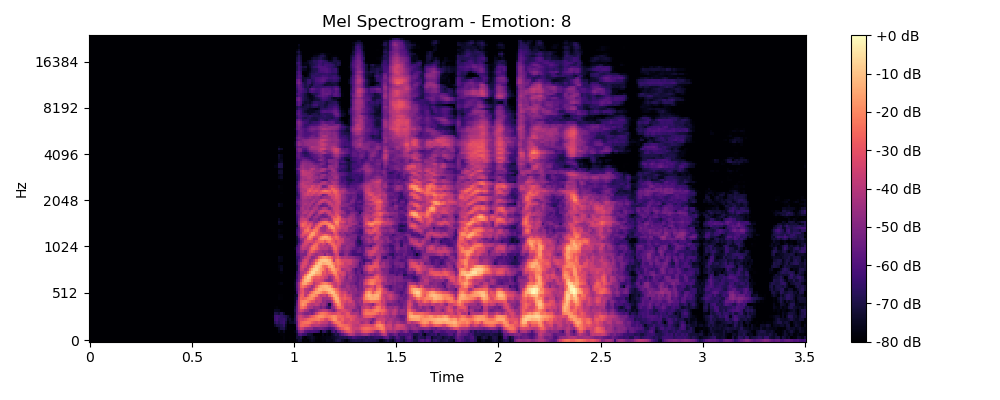 Mel Spectrogram - Emotion: 8
Hz
16384
8192
4096
2048
1024
512
0
0 0.5 1 1.5 2 2.5 3 3.5
Time
+0 dB
-10 dB
-20 dB
-30 dB
-40 dB
-50 dB
-60 dB
-70 dB
-80 dB